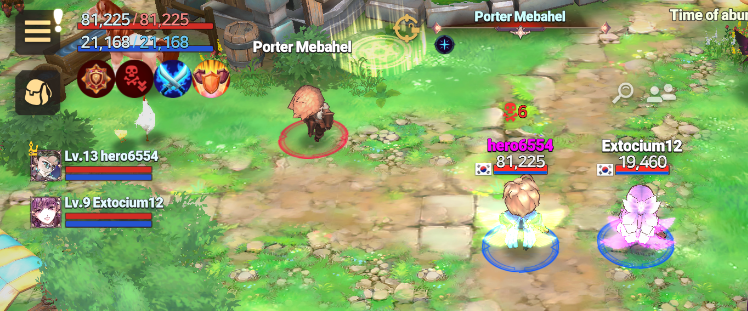 81,225/81,225
21,168/21,168
Porter Mebahel
Porter Mebahel
Time of abu
6
hero6554
81,225
Extocium12
19,460
Lv.13 hero6554
Lv.9 Extocium12